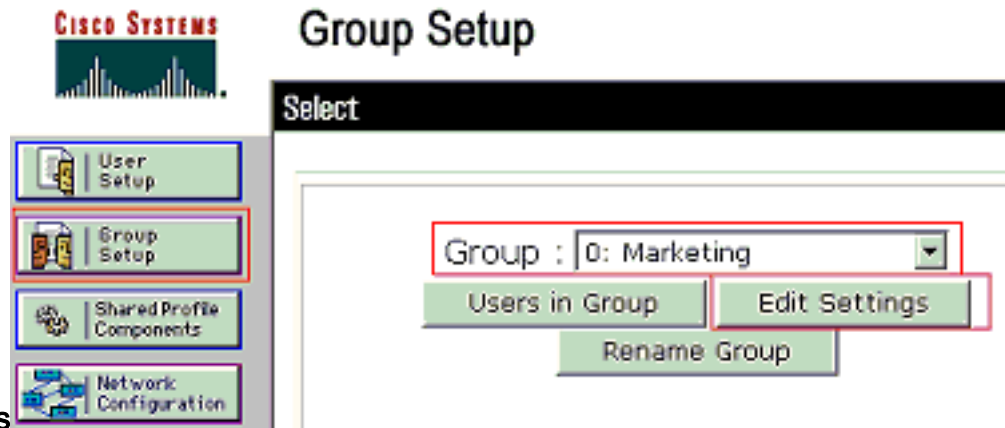 CISCO SYSTEMS
Group Setup
Select
User
Setup
Group
Setup
Shared Profile
Components
Network
Configuration
Group : 0: Marketing
Users in Group
Edit Settings
Rename Group
s